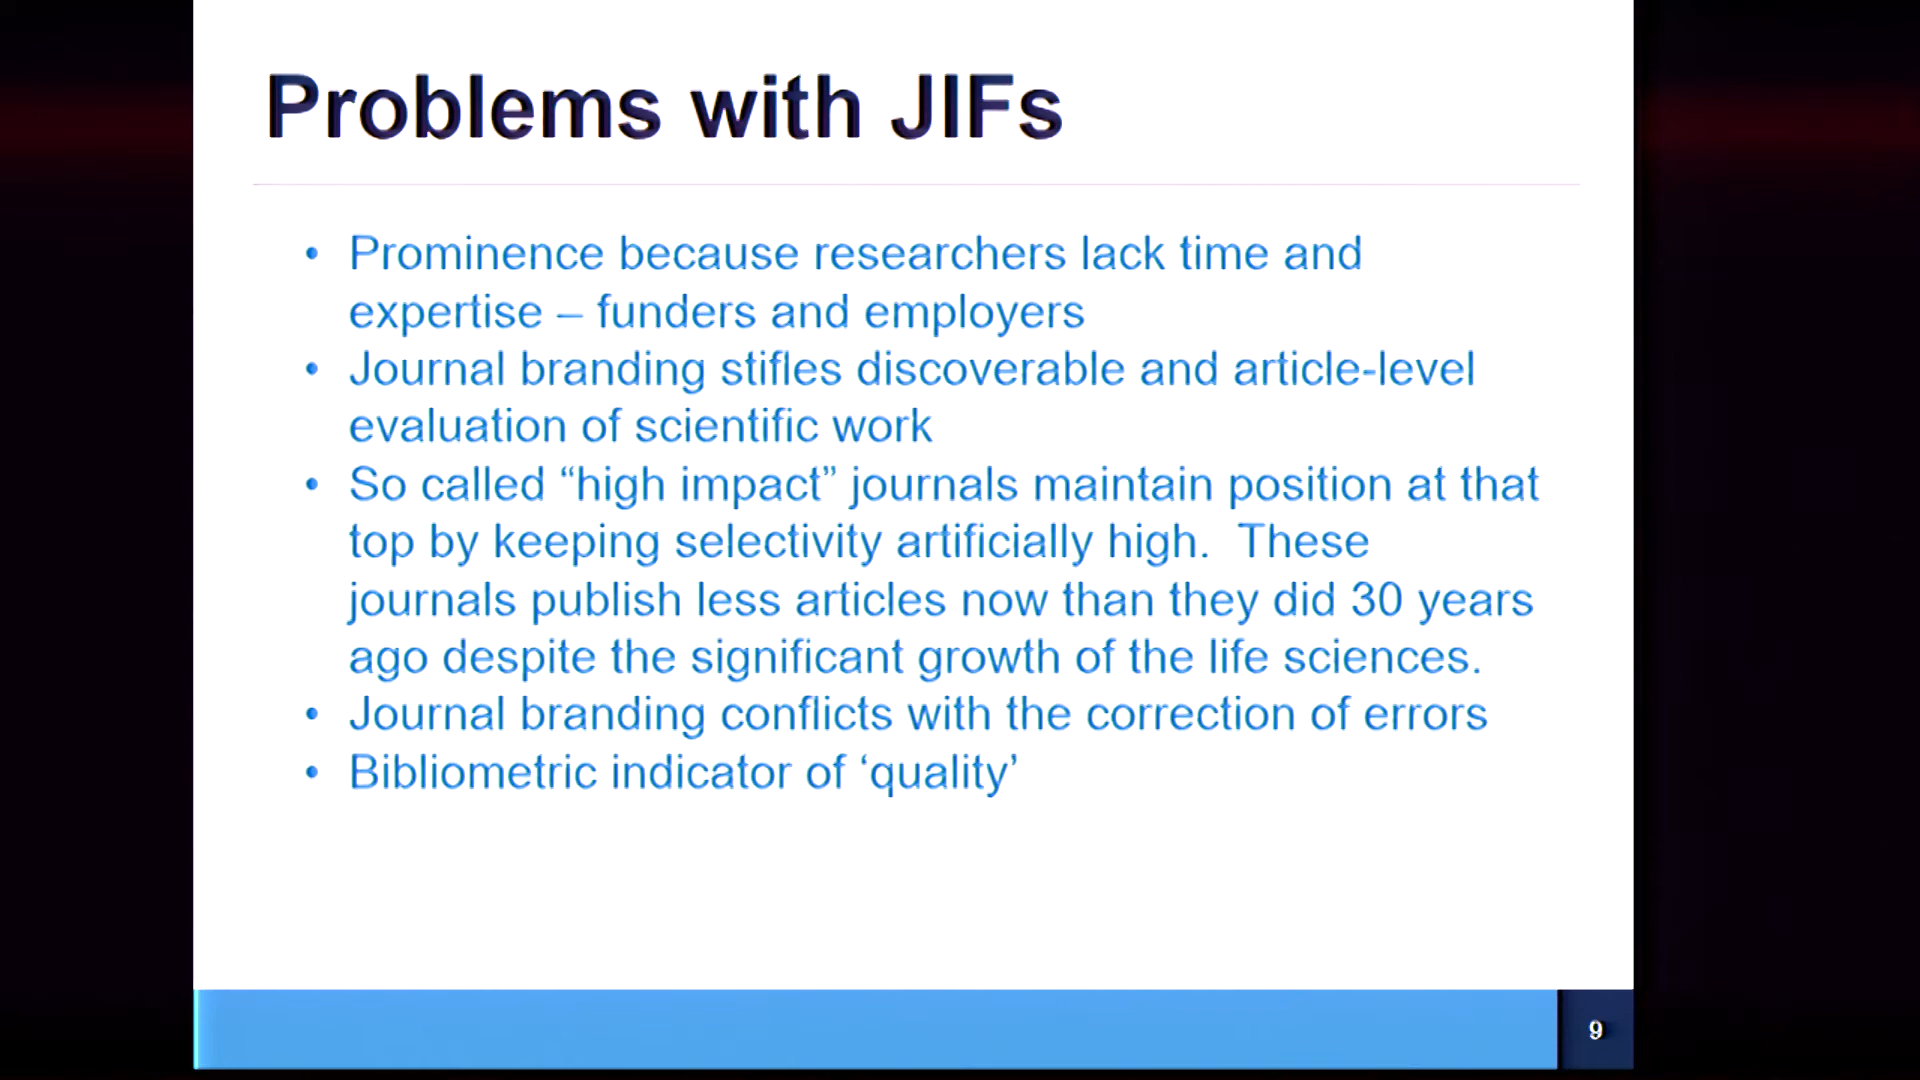 Problems with JIFs
• Prominence because researchers lack time and
expertise – funders and employers
• Journal branding stifles discoverable and article-level
evaluation of scientific work
• So called “high impact” journals maintain position at that
top by keeping selectivity artificially high.  These
journals publish less articles now than they did 30 years
ago despite the significant growth of the life sciences.
• Journal branding conflicts with the correction of errors
• Bibliometric indicator of ‘quality’
9